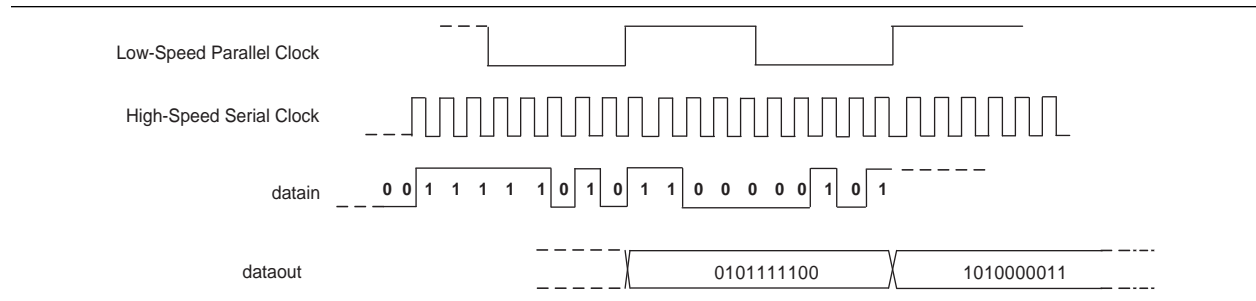 Low-Speed Parallel Clock
High-Speed Serial Clock
datain 0 0 1 1 1 1 1 0 1 0 1 1 0 0 0 0 0 1 0 1
dataout 0101111100 1010000011